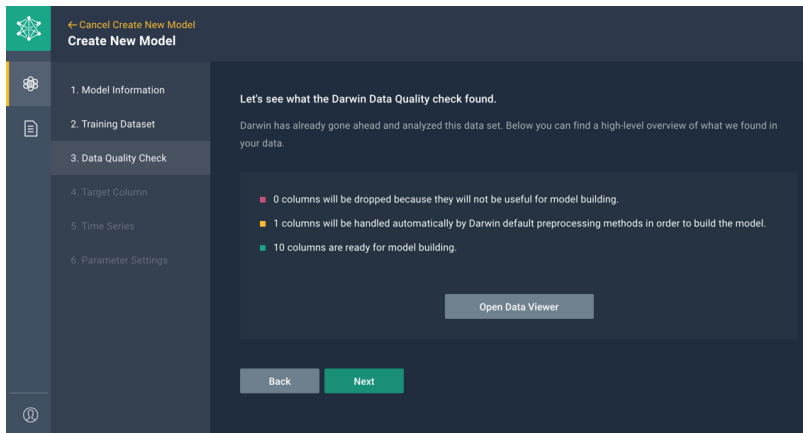 ← Cancel Create New Model
Create New Model
1. Model Information
2. Training Dataset
3. Data Quality Check
4. Target Column
5. Time Series
6. Parameter Settings
Let's see what the Darwin Data Quality check found.
Darwin has already gone ahead and analyzed this data set. Below you can find a high-level overview of what we found in
your data.
0 columns will be dropped because they will not be useful for model building.
1 columns will be handled automatically by Darwin default preprocessing methods in order to build the model.
10 columns are ready for model building.
Open Data Viewer
Back
Next